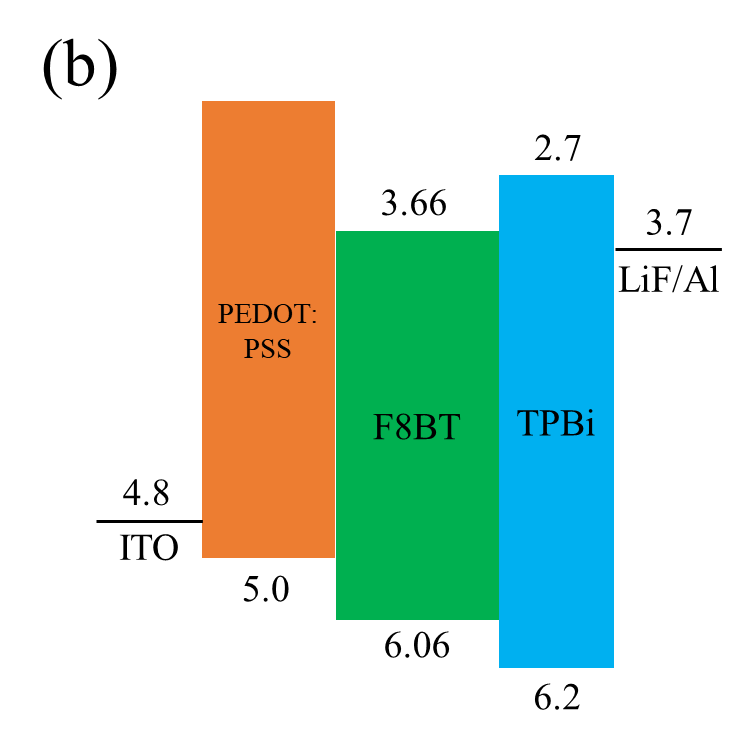 (b)
2.7
3.66
3.7
LiF/Al
PEDOT:
PSS
F8BT
TPBi
4.8
ITO
5.0
6.06
6.2